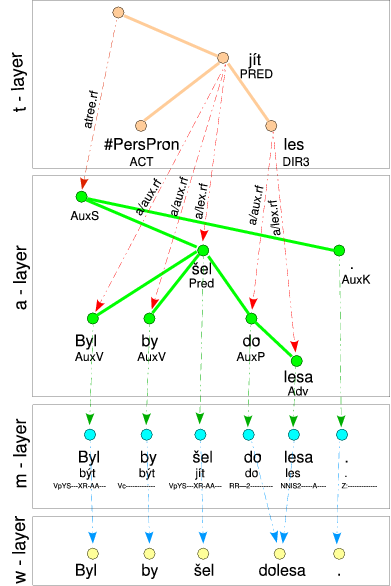 t - layer
jít
PRED
#PersPron
ACT
les
DIR3
atree.rf
a/aux.rf
a/aux.rf
a/lex.rf
a/aux.rf
a/lex.rf
a - layer
AuxS
šel
Pred
.
AuxK
Byl
AuxV
by
AuxV
do
AuxP
lesa
Adv
m - layer
Byl by šel do lesa .
být být jít do les .
VpYS---XR-AA--- Vc------------- VpYS---XR-AA--- RR--2---------- NNIS2-----A---- Z:-------------
w - layer
Byl by šel dolesa .